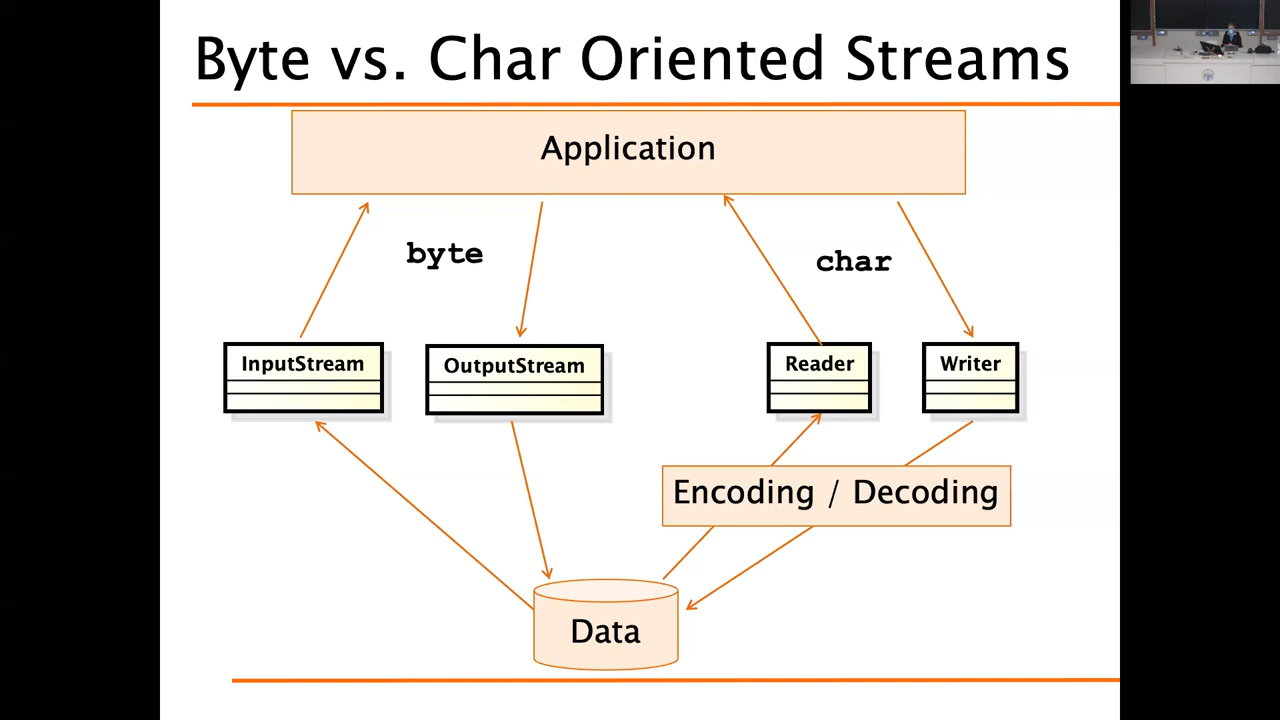 Byte vs. Char Oriented Streams
Application
byte
char
InputStream
OutputStream
Reader
Writer
Encoding / Decoding
Data